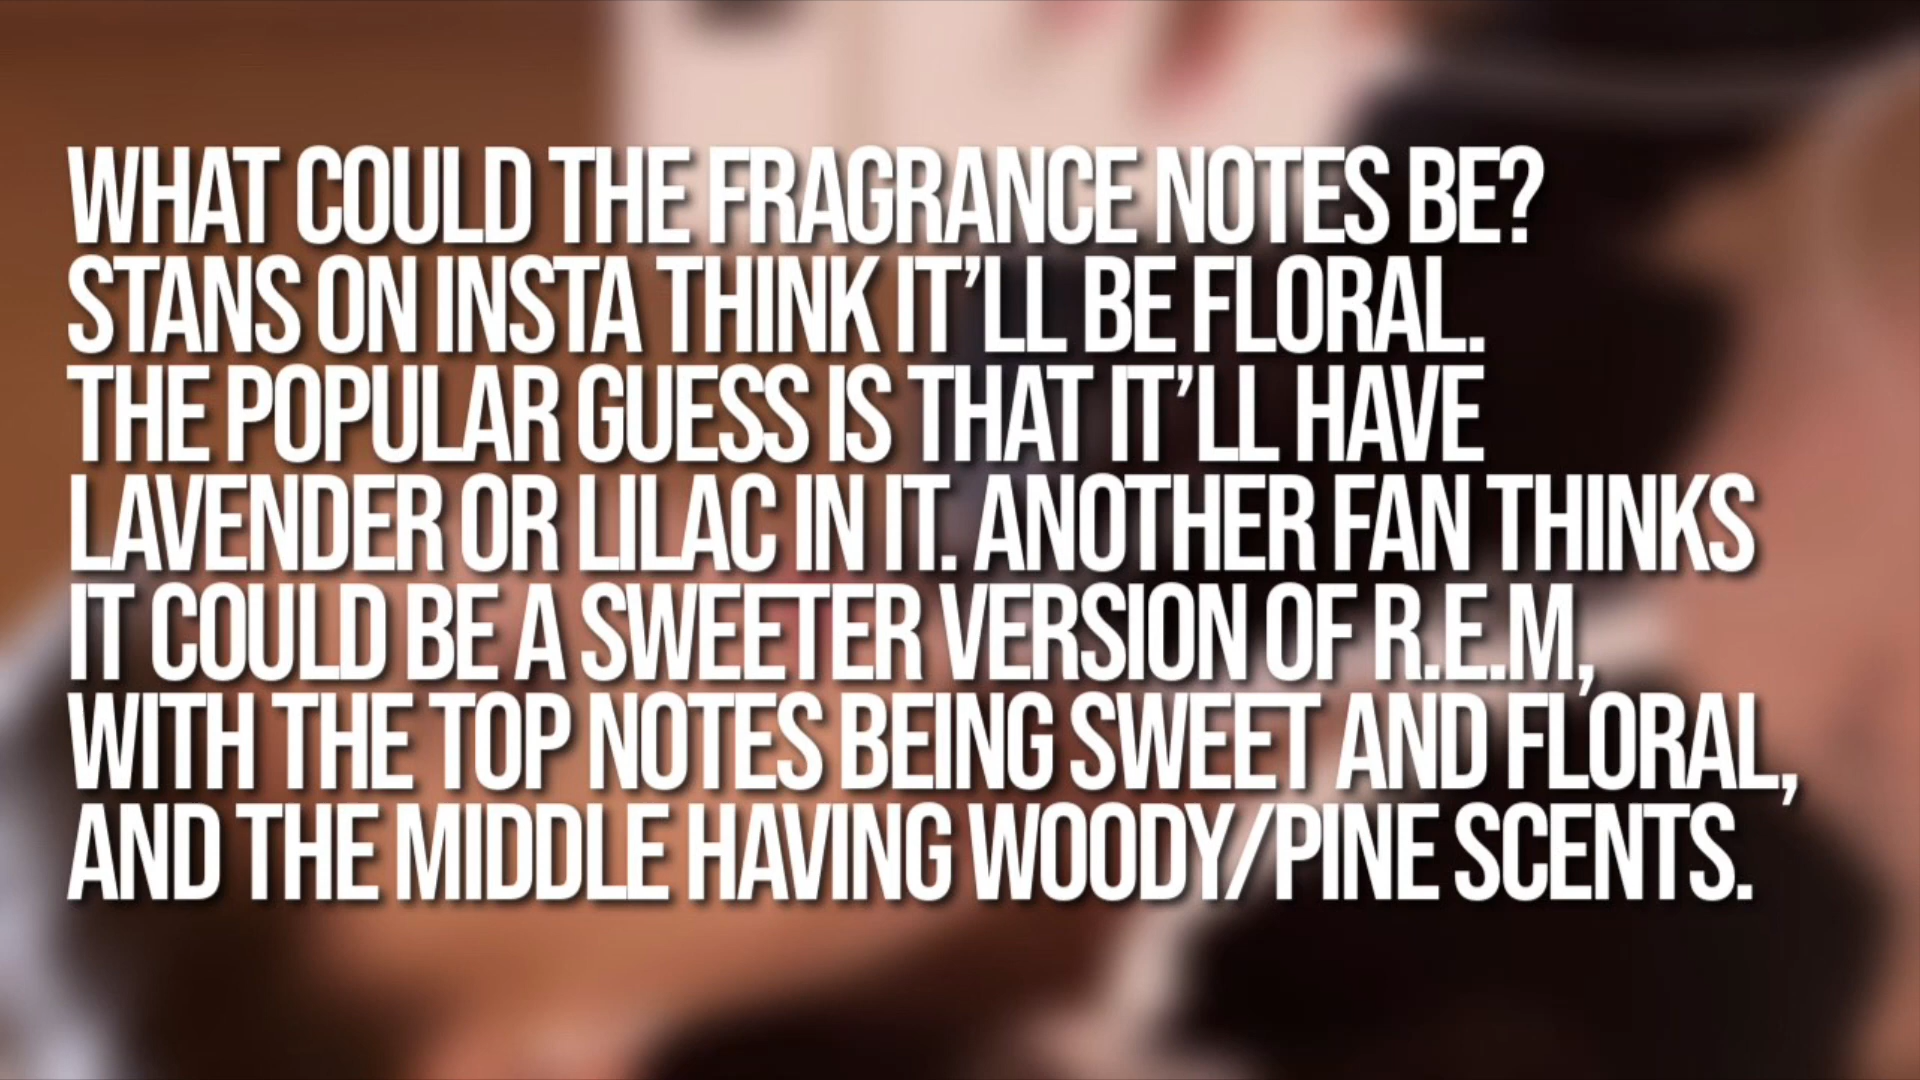 WHAT COULD THE FRAGRANCE NOTES BE?
STANS ON INSTA THINK IT'LL BE FLORAL.
THE POPULAR GUESS IS THAT IT'LL HAVE
LAVENDER OR LILAC IN IT. ANOTHER FAN THINKS
IT COULD BE A SWEETER VERSION OF R.E.M,
WITH THE TOP NOTES BEING SWEET AND FLORAL,
AND THE MIDDLE HAVING WOODY/PINE SCENTS.